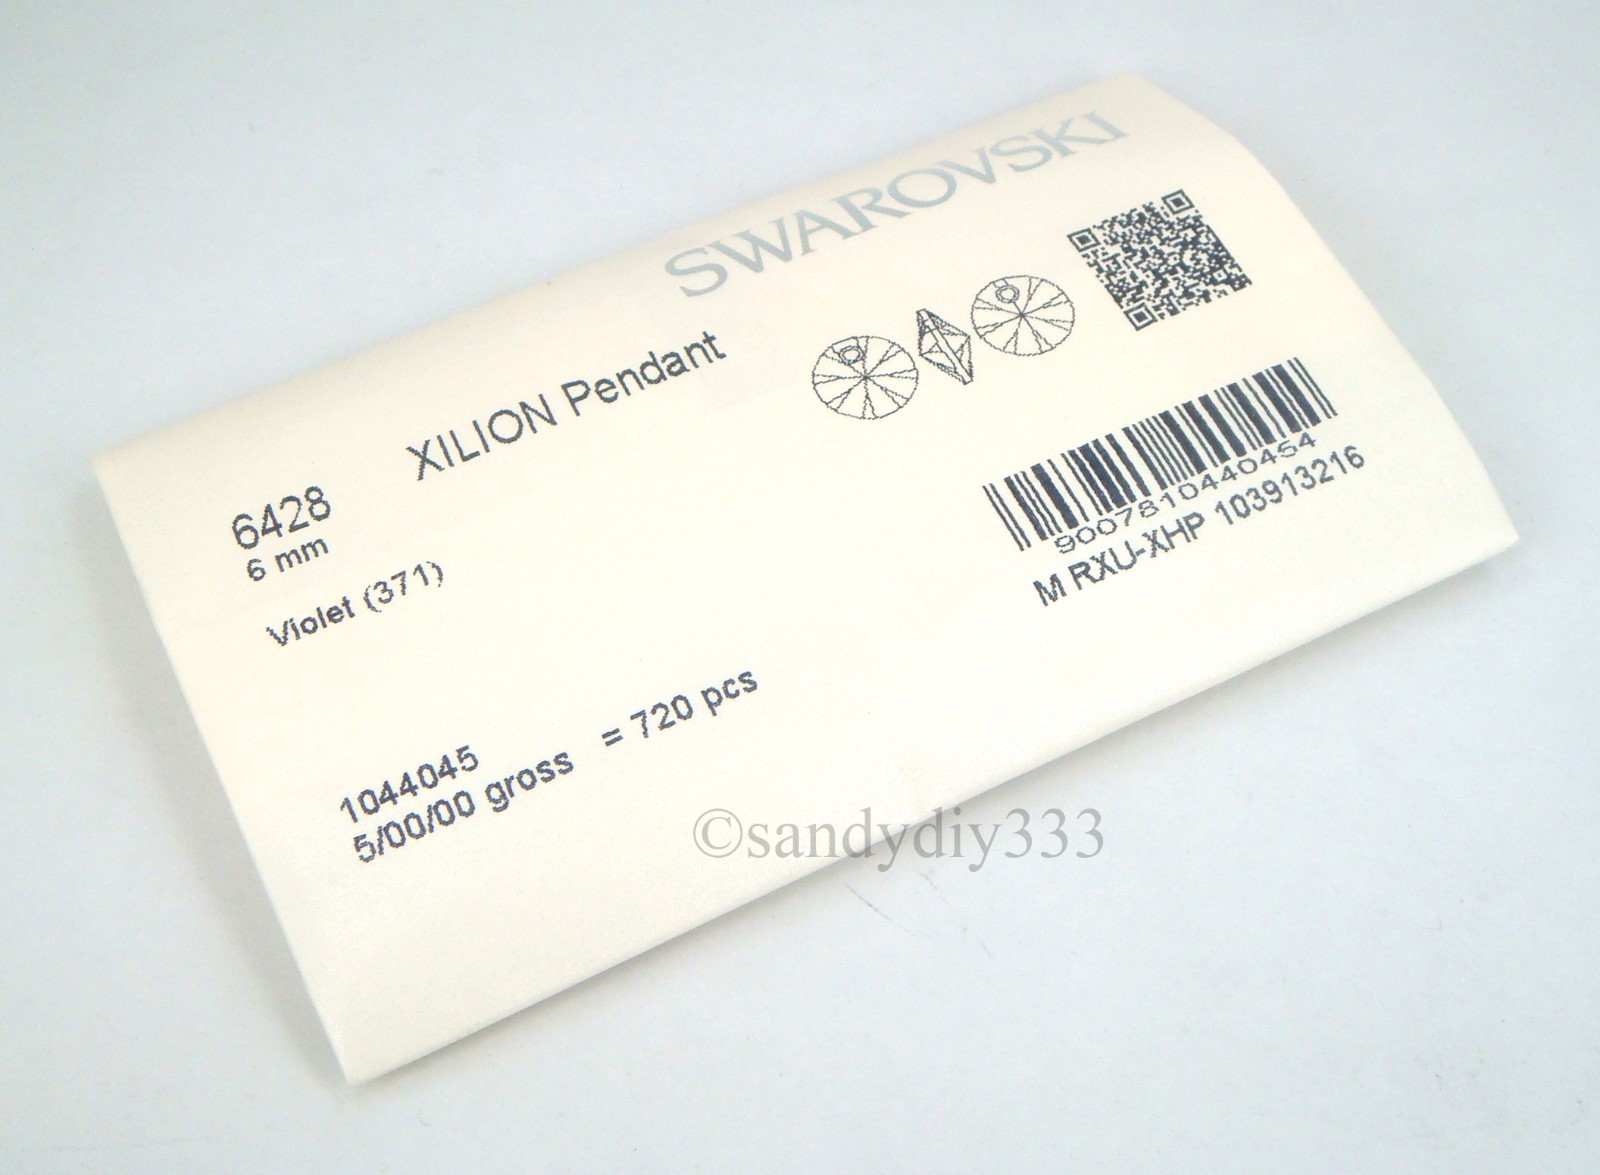 SWAROVSKI
XILION Pendant
6428
6 mm
Violet (371)
9007810440454
M RXU-XHP 103913216
1044045
5/00/00 gross = 720 pcs
©sandydiy333